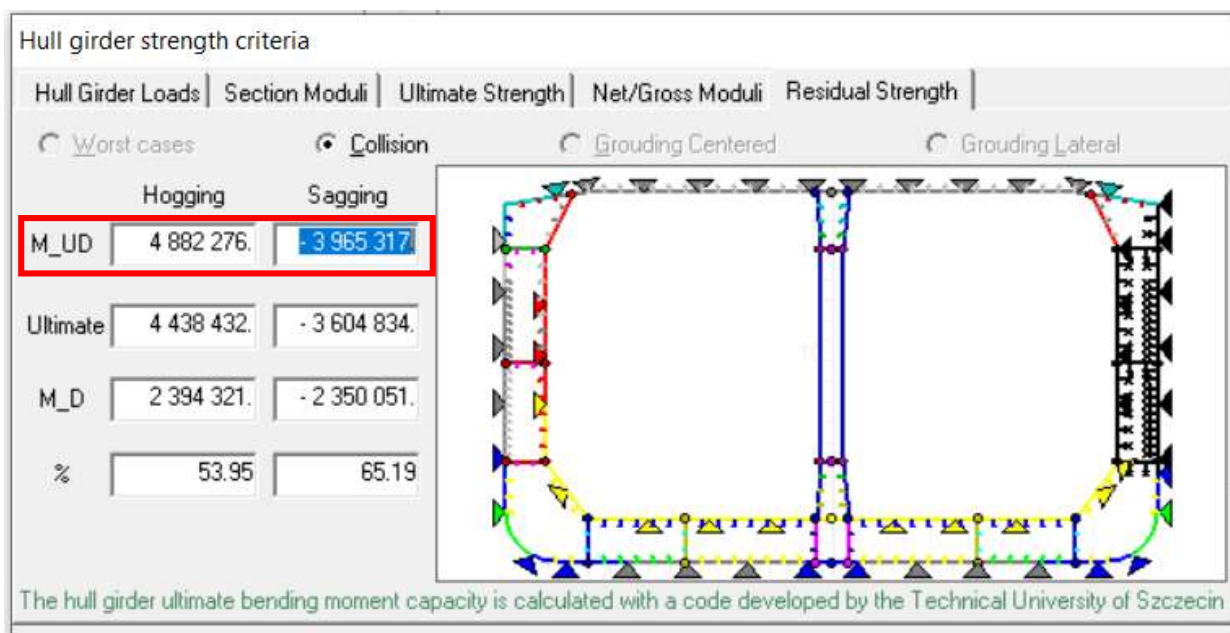 Hull girder strength criteria
Hull Girder Loads Section Moduli Ultimate Strength Net/Gross Moduli Residual Strength
Worst cases Collision Grouding Centered Grouding Lateral
Hogging Sagging
M_UD 4 882 276. - 3 965 317.
Ultimate 4 438 432. - 3 604 834.
M_D 2 394 321. - 2 350 051.
% 53.95 65.19
The hull girder ultimate bending moment capacity is calculated with a code developed by the Technical University of Szczecin